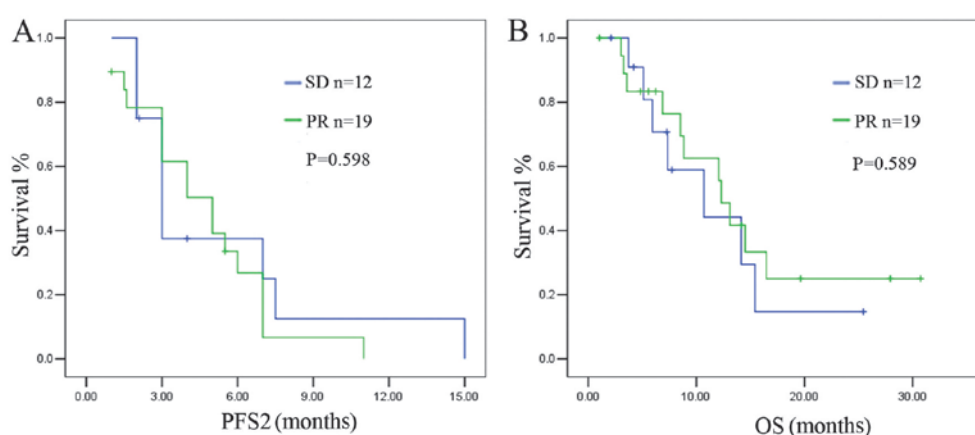 A
1.0
0.8
0.6
0.4
0.2
0.0
Survival %
SD n=12
PR n=19
P=0.598
0.00 3.00 6.00 9.00 12.00 15.00
PFS2 (months)
B
1.0
0.8
0.6
0.4
0.2
0.0
Survival %
SD n=12
PR n=19
P=0.589
0.00 10.00 20.00 30.00
OS (months)